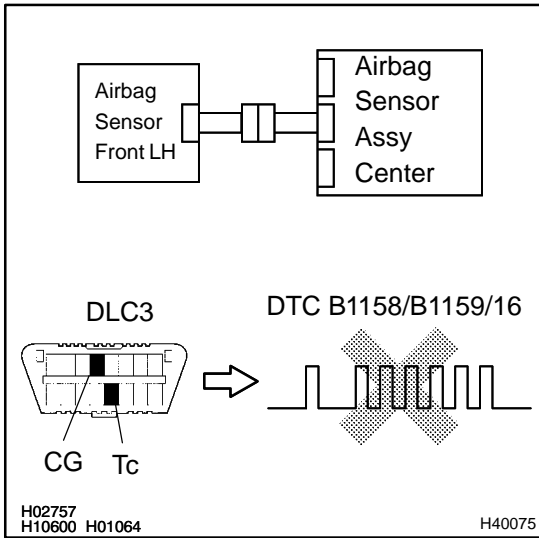 Airbag
Sensor
Front LH
Airbag
Sensor
Assy
Center
DLC3
DTC B1158/B1159/16
CG
Tc
H02757
H10600 H01064
H40075